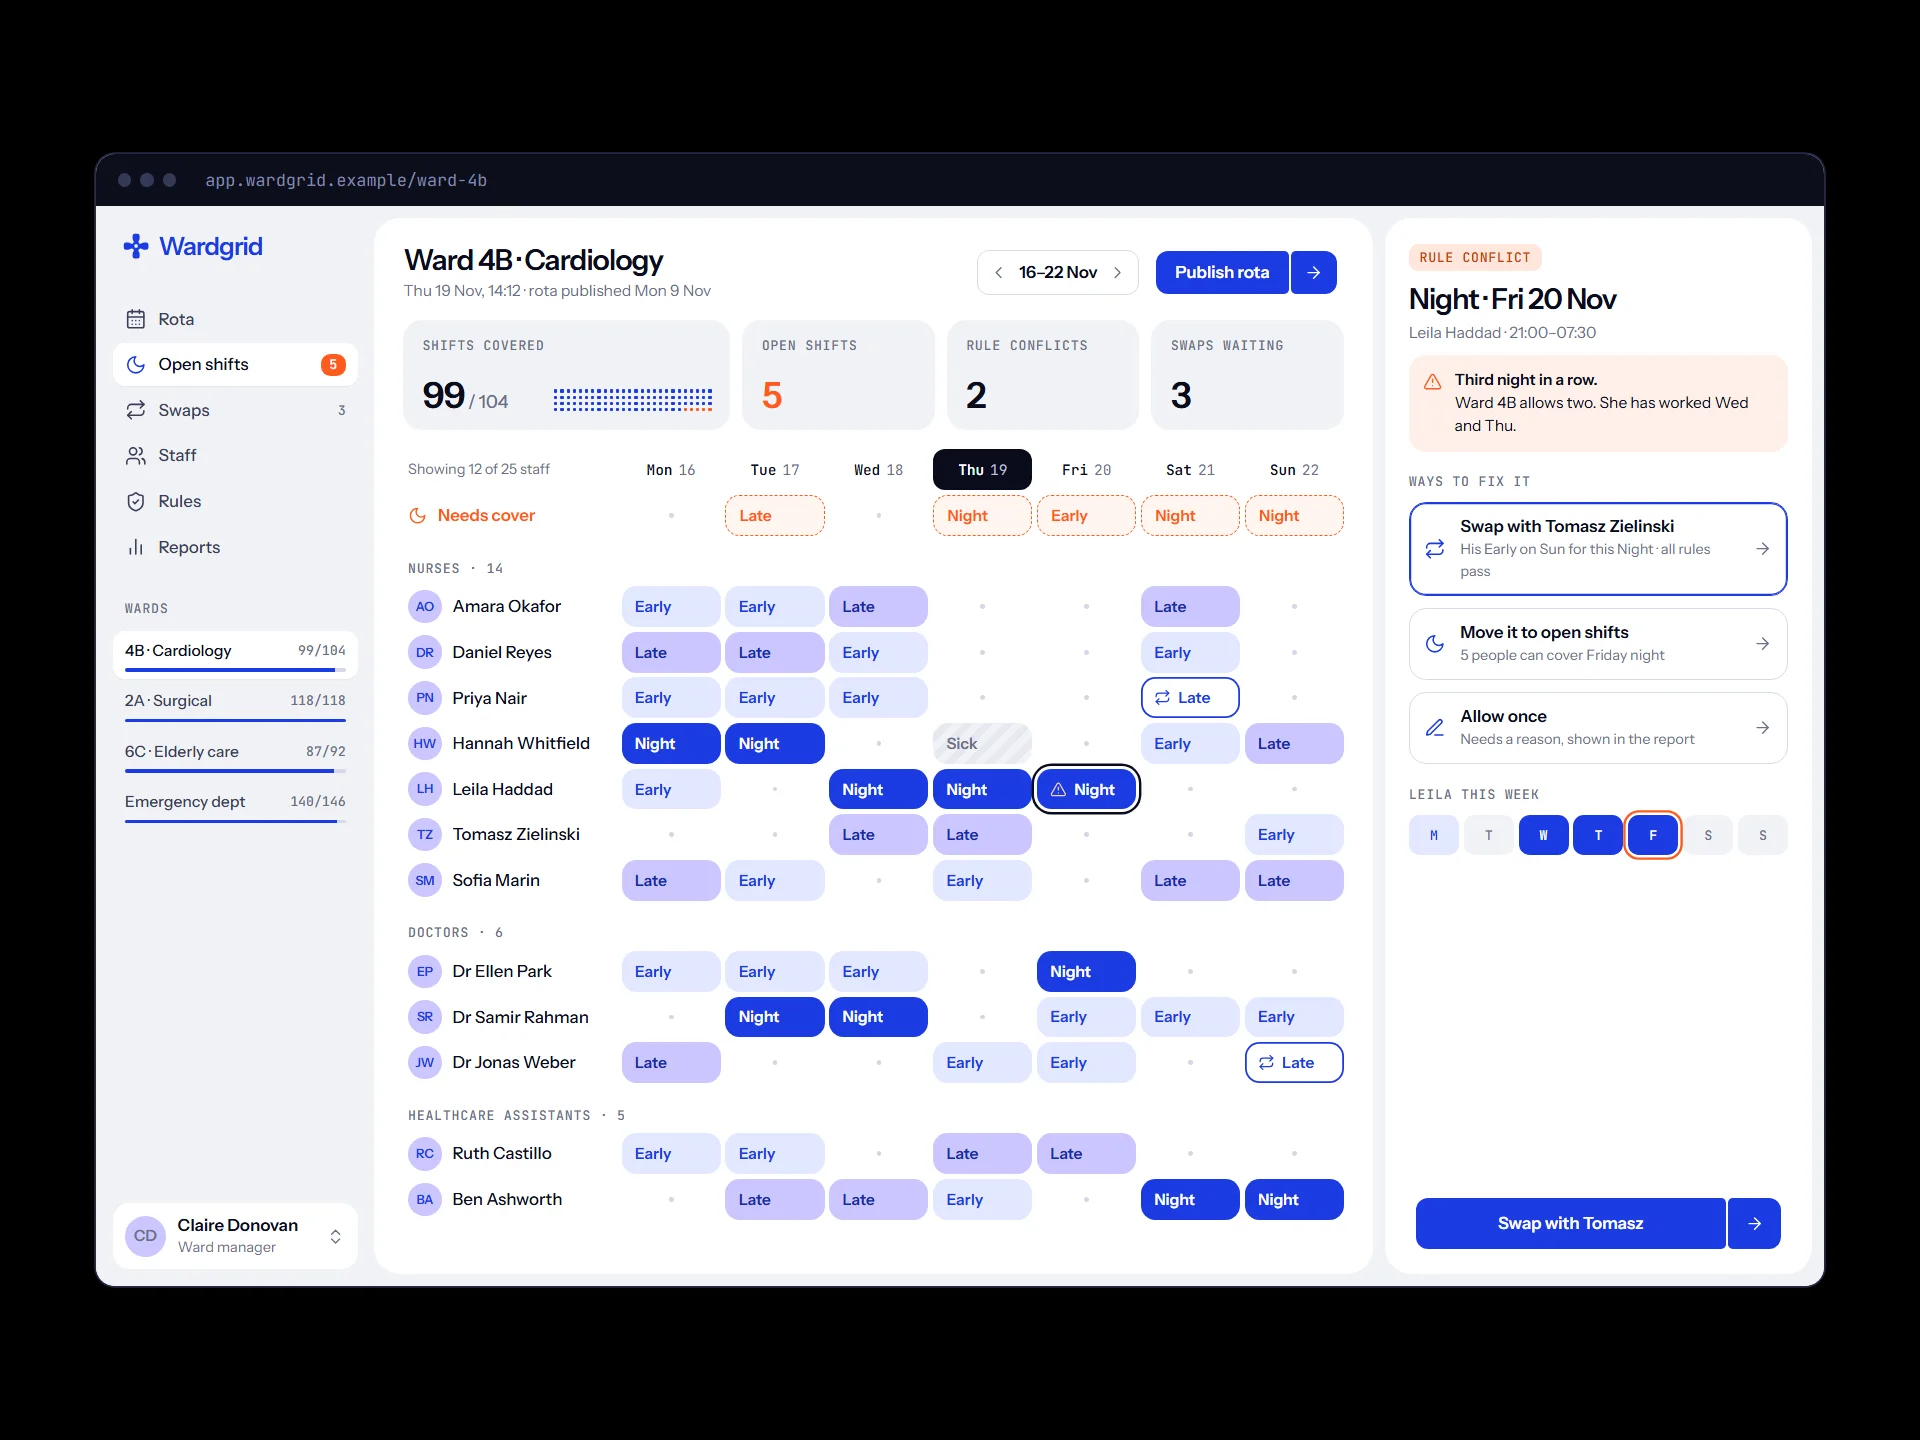 app.wardgrid.example/ward-4b
Wardgrid
Rota
Open shifts 5
Swaps 3
Staff
Rules
Reports
WARDS
4B·Cardiology 99/104
2A·Surgical 118/118
6C·Elderly care 87/92
Emergency dept 140/146
CD
Claire Donovan
Ward manager
Ward 4B·Cardiology
Thu 19 Nov, 14:12·rota published Mon 9 Nov
16–22 Nov
Publish rota
SHIFTS COVERED
99 / 104
OPEN SHIFTS
5
RULE CONFLICTS
2
SWAPS WAITING
3
Showing 12 of 25 staff Mon 16 Tue 17 Wed 18 Thu 19 Fri 20 Sat 21 Sun 22
Needs cover Late Night Early Night Night
NURSES · 14
AO Amara Okafor Early Early Late Late
DR Daniel Reyes Late Late Early Early
PN Priya Nair Early Early Early Late
HW Hannah Whitfield Night Night Sick Early Late
LH Leila Haddad Early Night Night Night
TZ Tomasz Zielinski Late Late Early
SM Sofia Marin Late Early Early Late Late
DOCTORS · 6
EP Dr Ellen Park Early Early Early Night
SR Dr Samir Rahman Night Night Early Early Early
JW Dr Jonas Weber Late Early Early Late
HEALTHCARE ASSISTANTS · 5
RC Ruth Castillo Early Early Late Late
BA Ben Ashworth Late Late Early Night Night
RULE CONFLICT
Night·Fri 20 Nov
Leila Haddad·21:00–07:30
Third night in a row.
Ward 4B allows two. She has worked Wed
and Thu.
WAYS TO FIX IT
Swap with Tomasz Zielinski
His Early on Sun for this Night·all rules
pass
Move it to open shifts
5 people can cover Friday night
Allow once
Needs a reason, shown in the report
LEILA THIS WEEK
M T W T F S S
Swap with Tomasz